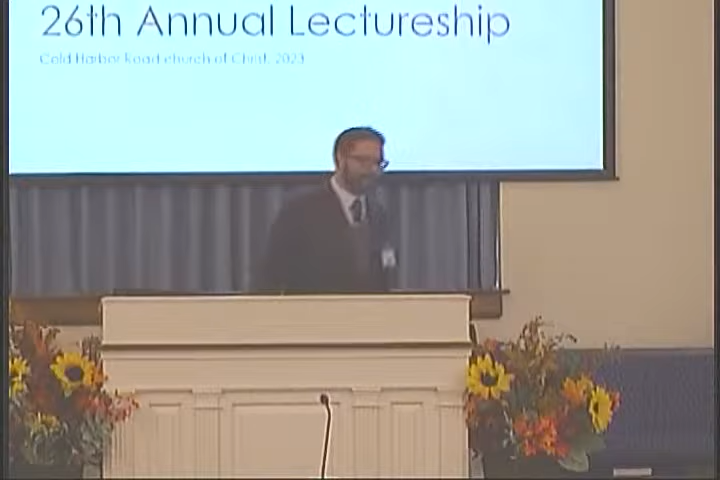 26th Annual Lectureship
Cold Harbor Road church of Christ, 2023